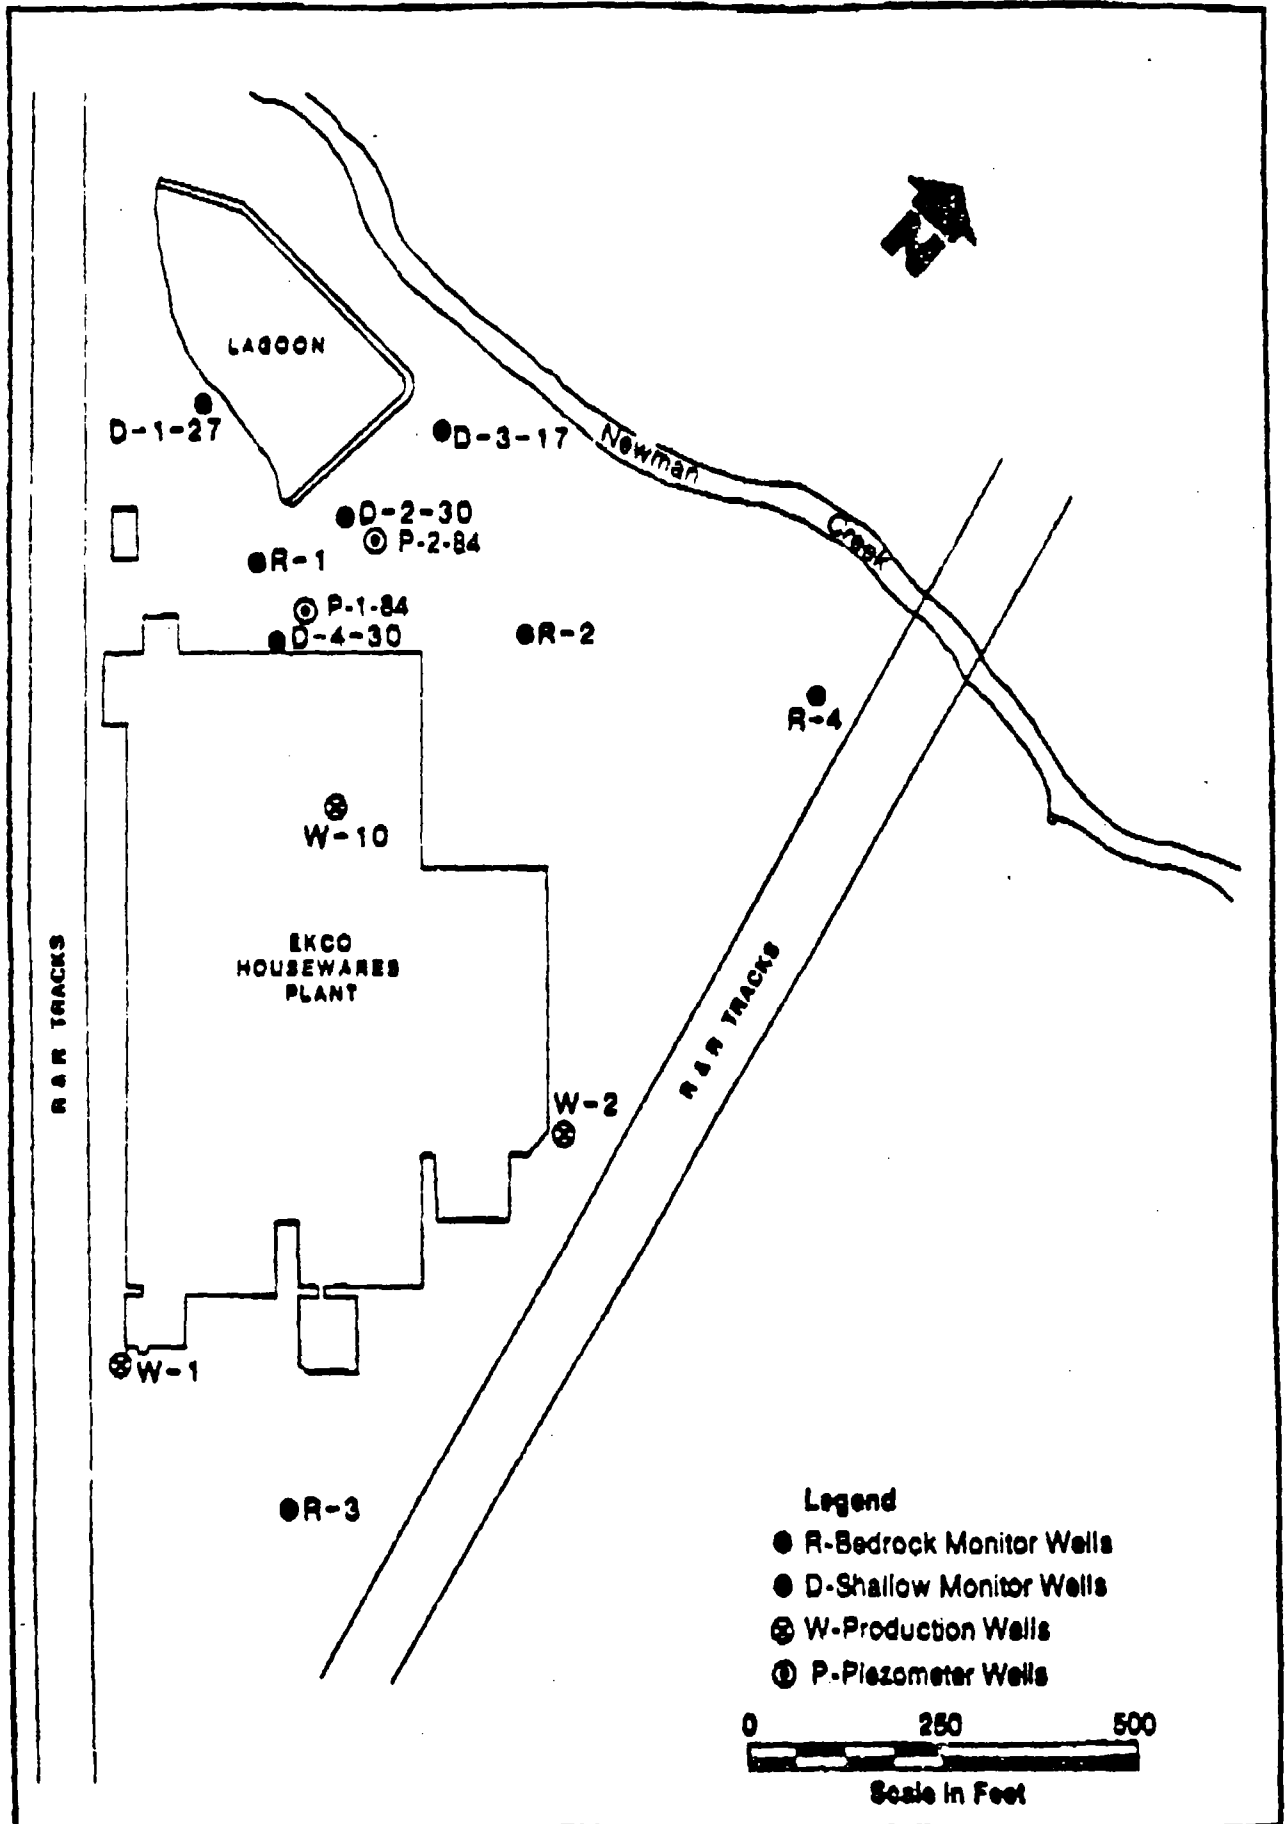 N
LAGOON
D-1-27
D-3-17
Newman
Creek
D-2-30
P-2-84
R-1
P-1-84
D-4-30
R-2
R-4
W-10
EKCO
HOUSEWARES
PLANT
R & R TRACKS
R & R TRACKS
W-2
W-1
R-3
Legend
R-Bedrock Monitor Wells
D-Shallow Monitor Wells
W-Production Wells
P-Piezometer Wells
0 250 500
Scale in Feet